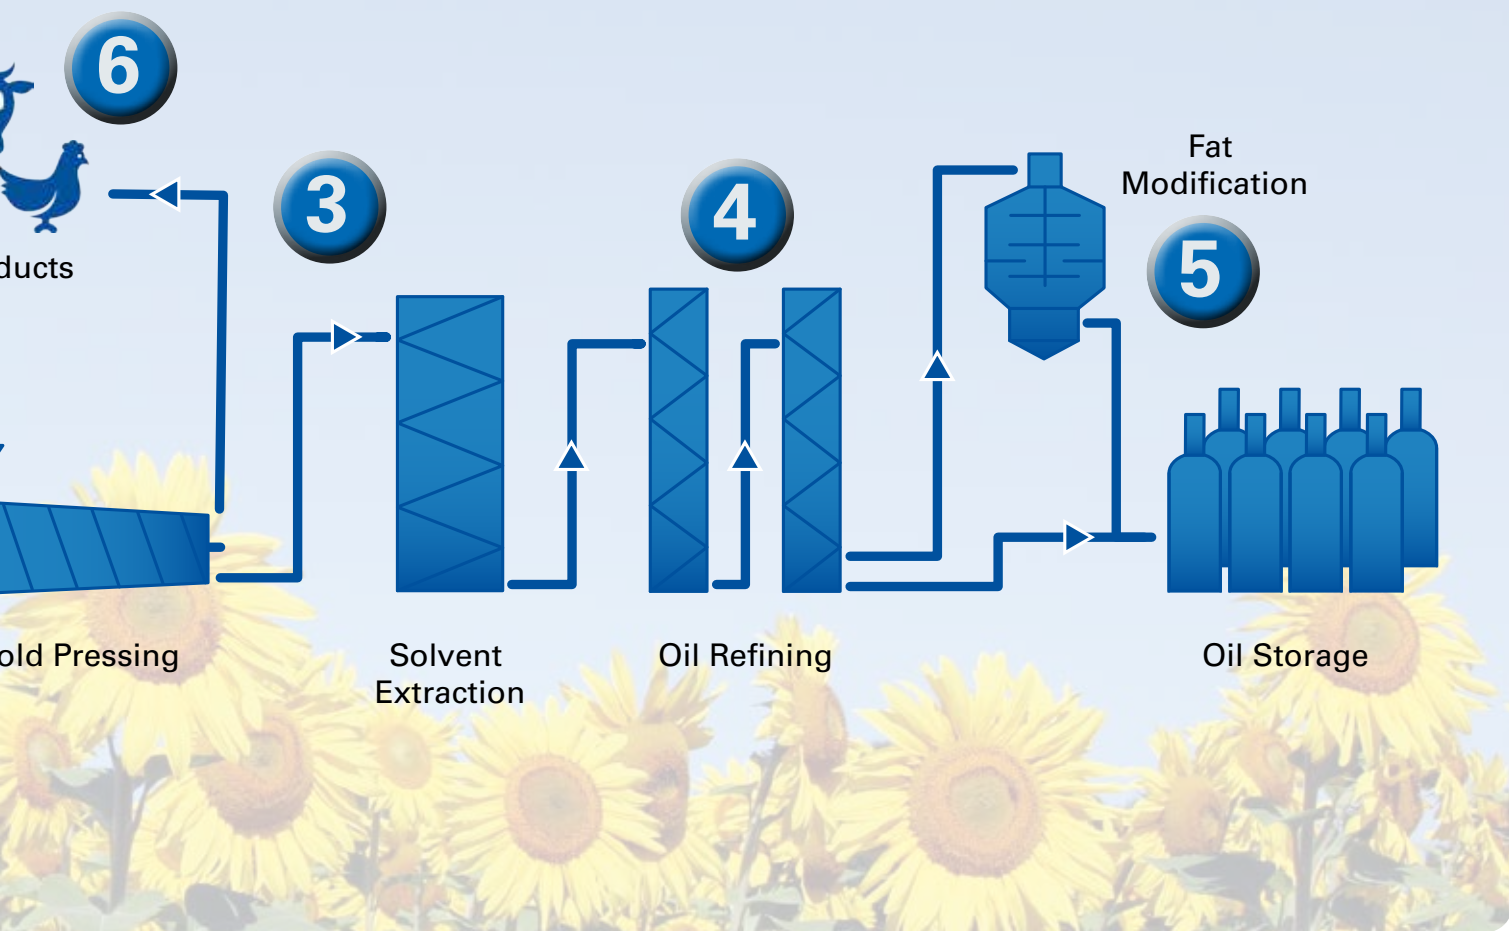 6
3
4
Fat
Modification
5
ducts
old Pressing
Solvent
Extraction
Oil Refining
Oil Storage